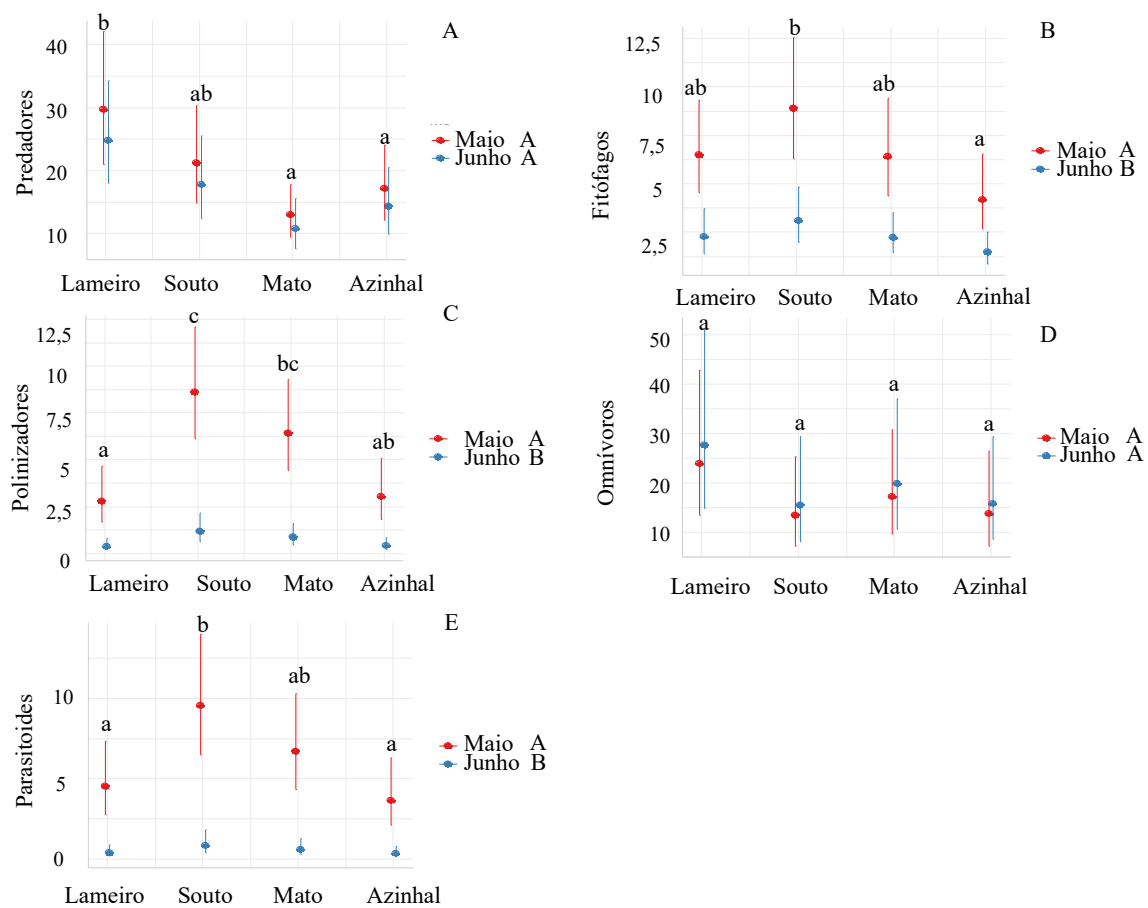 A
b
40
Predadores
30
ab
a
a
20
10
Maio A
Junho A
Lameiro Souto Mato Azinhal
B
12,5
b
10
ab
ab
a
7,5
Fitófagos
5
2,5
Maio A
Junho B
Lameiro Souto Mato Azinhal
C
12,5
c
10
bc
7,5
Polinizadores
a
ab
5
2,5
0
Maio A
Junho B
Lameiro Souto Mato Azinhal
D
50
a
40
a
a
a
30
Omnívoros
20
10
Maio A
Junho A
Lameiro Souto Mato Azinhal
E
b
ab
10
a
a
Parasitoides
5
0
Maio A
Junho B
Lameiro Souto Mato Azinhal